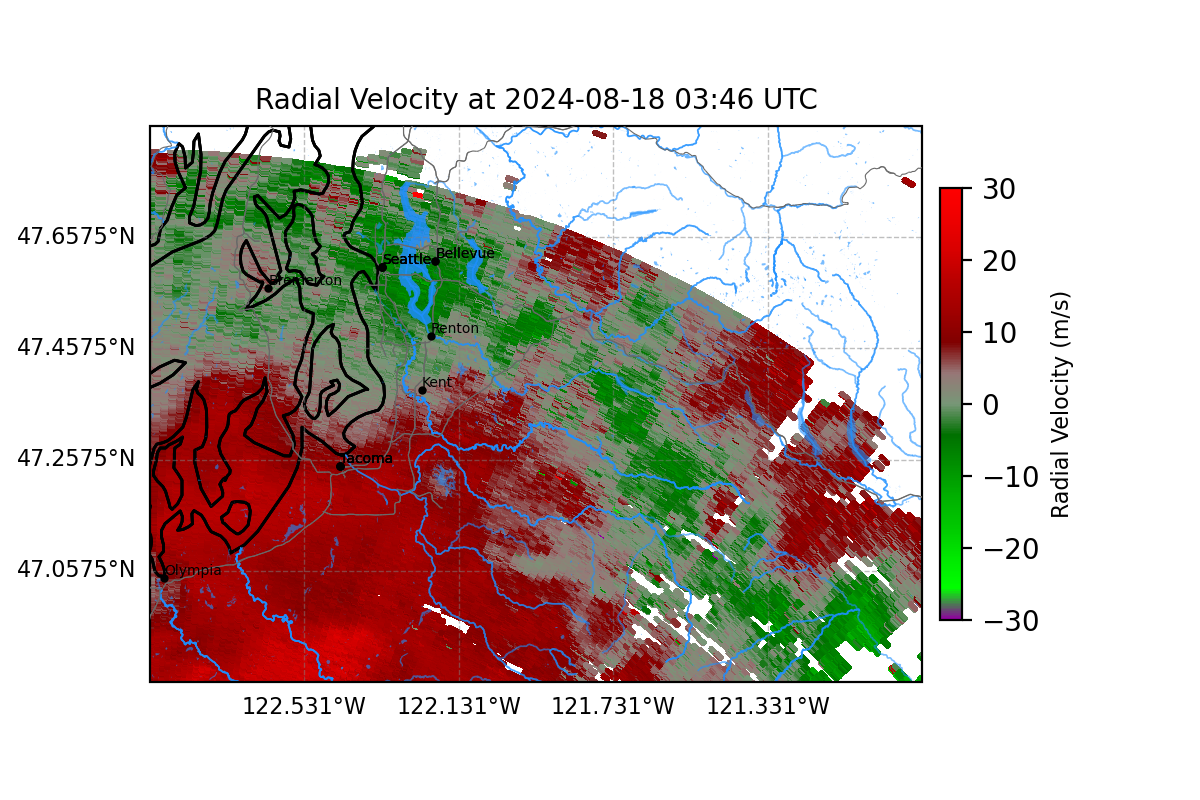 Radial Velocity at 2024-08-18 03:46 UTC
47.6575°N
47.4575°N
47.2575°N
47.0575°N
Seattle
Bellevue
Bremerton
Renton
Kent
Tacoma
Olympia
122.531°W
122.131°W
121.731°W
121.331°W
30
20
10
0
−10
−20
−30
Radial Velocity (m/s)